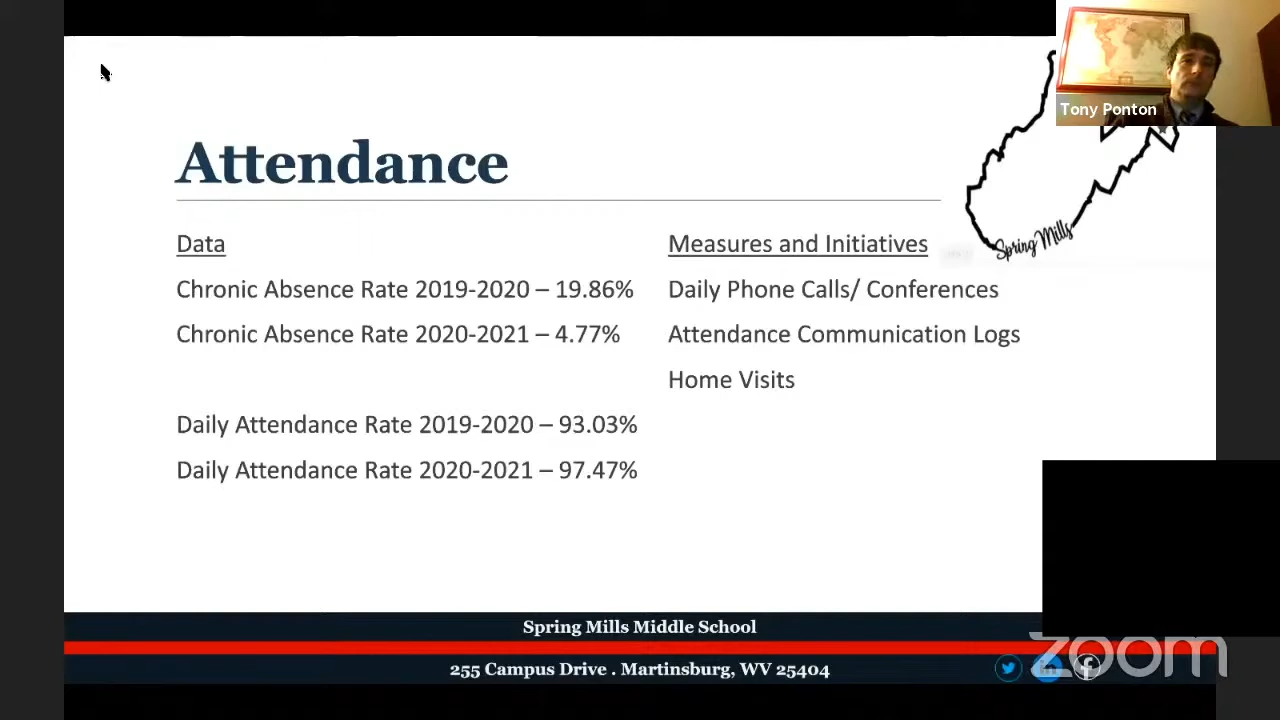 Tony Ponton
Attendance
Spring Mills
Data
Chronic Absence Rate 2019-2020 – 19.86%
Chronic Absence Rate 2020-2021 – 4.77%
Daily Attendance Rate 2019-2020 – 93.03%
Daily Attendance Rate 2020-2021 – 97.47%
Measures and Initiatives
Daily Phone Calls/ Conferences
Attendance Communication Logs
Home Visits
Spring Mills Middle School
255 Campus Drive . Martinsburg, WV 25404
zoom